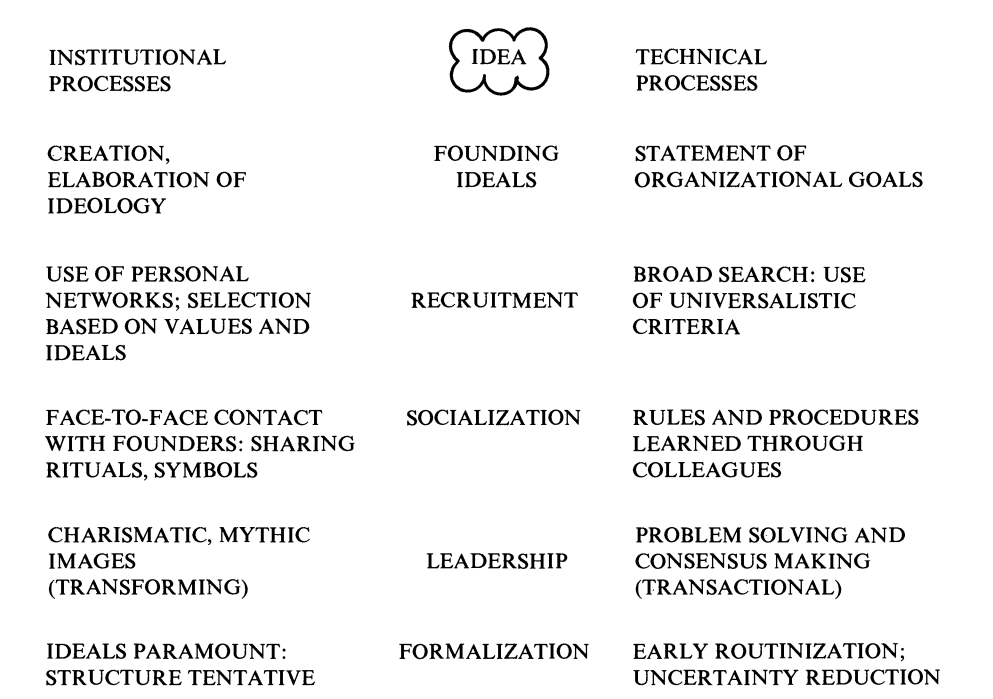 INSTITUTIONAL
PROCESSES
IDEA
TECHNICAL
PROCESSES
CREATION,
ELABORATION OF
IDEOLOGY
FOUNDING
IDEALS
STATEMENT OF
ORGANIZATIONAL GOALS
USE OF PERSONAL
NETWORKS; SELECTION
BASED ON VALUES AND
IDEALS
RECRUITMENT
BROAD SEARCH: USE
OF UNIVERSALISTIC
CRITERIA
FACE-TO-FACE CONTACT
WITH FOUNDERS: SHARING
RITUALS, SYMBOLS
SOCIALIZATION
RULES AND PROCEDURES
LEARNED THROUGH
COLLEAGUES
CHARISMATIC, MYTHIC
IMAGES
(TRANSFORMING)
LEADERSHIP
PROBLEM SOLVING AND
CONSENSUS MAKING
(TRANSACTIONAL)
IDEALS PARAMOUNT:
STRUCTURE TENTATIVE
FORMALIZATION
EARLY ROUTINIZATION;
UNCERTAINTY REDUCTION